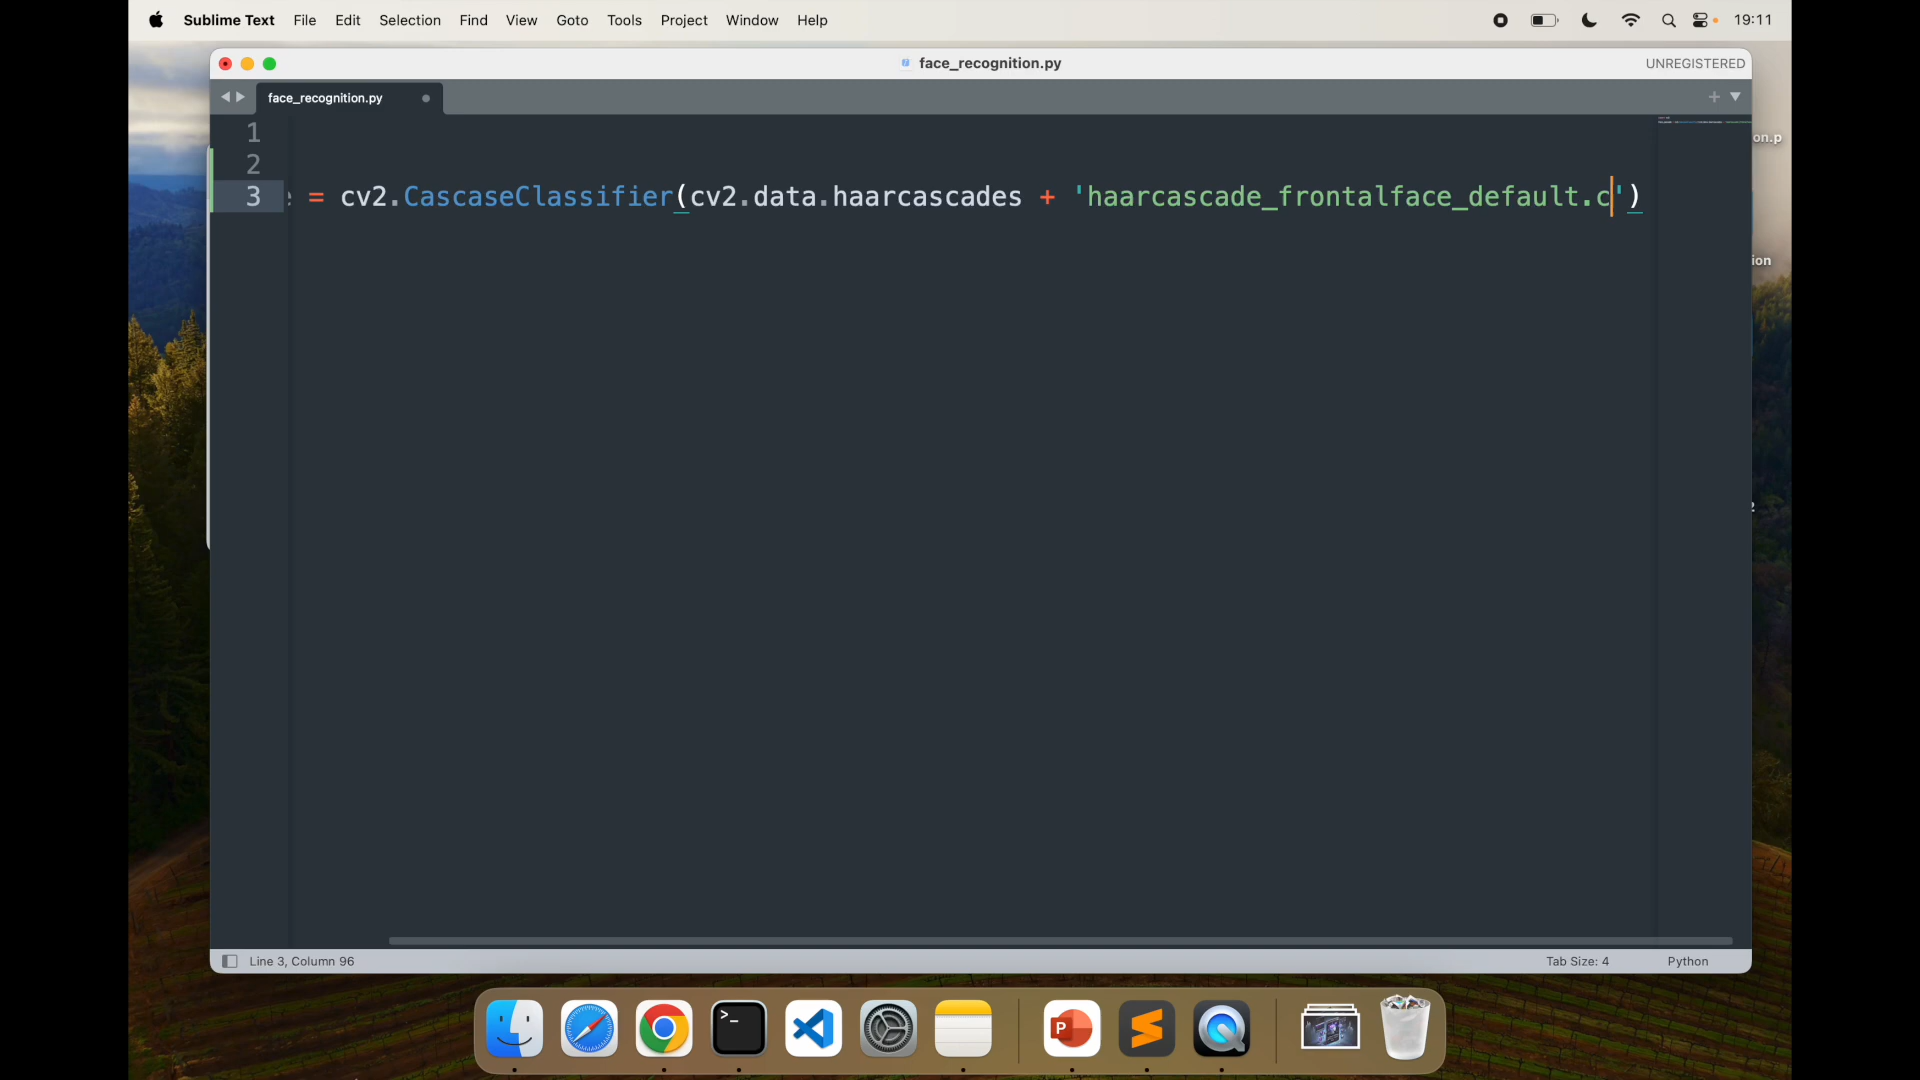 Sublime Text File Edit Selection Find View Goto Tools Project Window Help 19:11
face_recognition.py UNREGISTERED
face_recognition.py
on.p
1
2
3 = cv2.CascaseClassifier(cv2.data.haarcascades + 'haarcascade_frontalface_default.c')
ion
Line 3, Column 96 Tab Size: 4 Python
>_
P